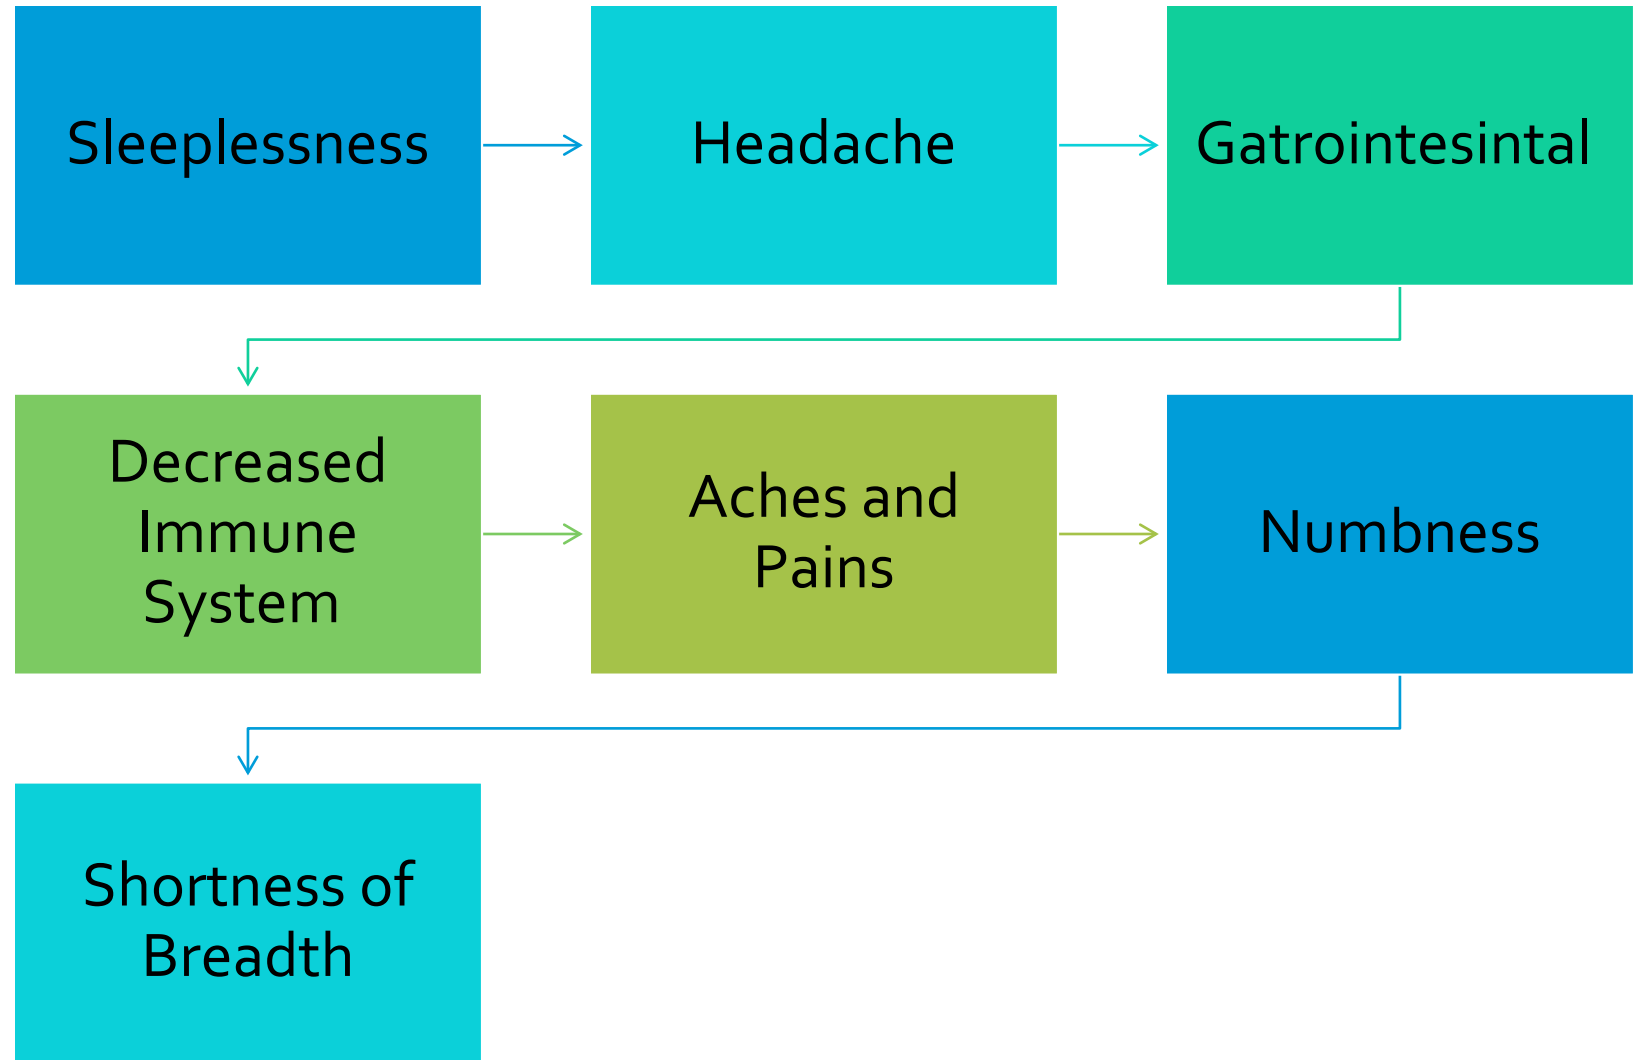 Sleeplessness
Headache
Gatrointesintal
Decreased
Immune
System
Aches and
Pains
Numbness
Shortness of
Breadth